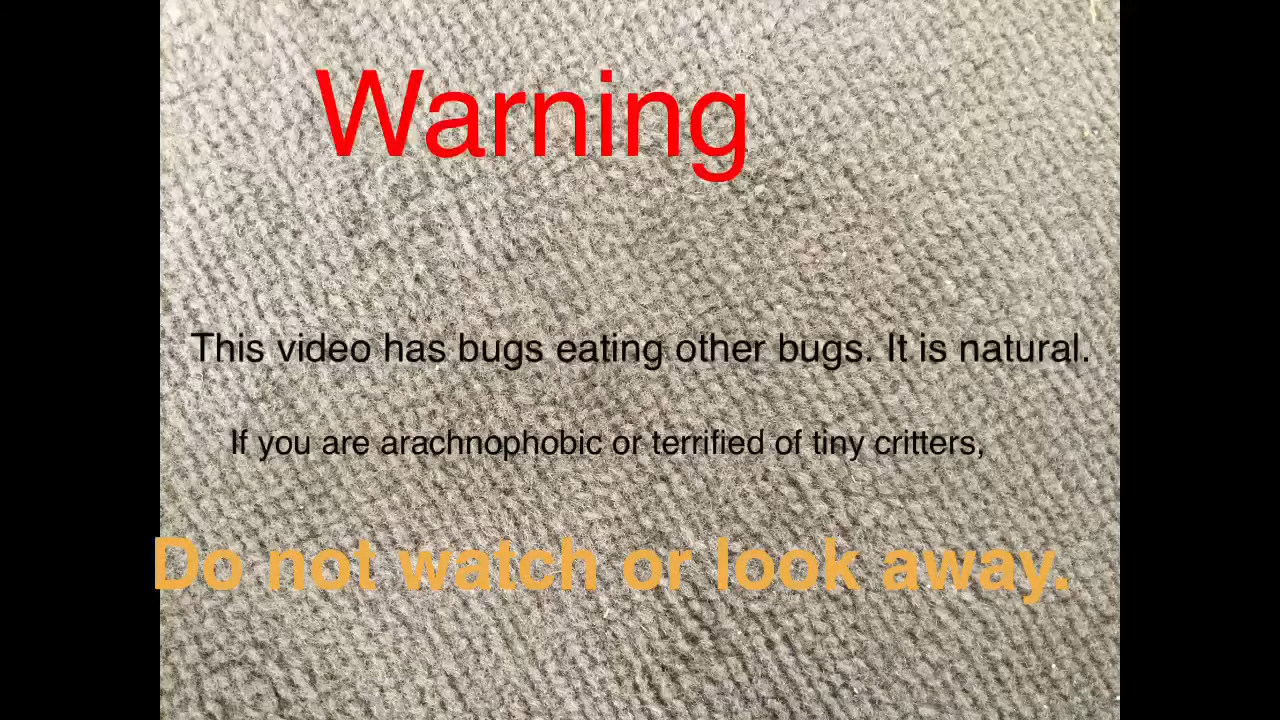 Warning
This video has bugs eating other bugs. It is natural.
If you are arachnophobic or terrified of tiny critters,
Do not watch or look away.